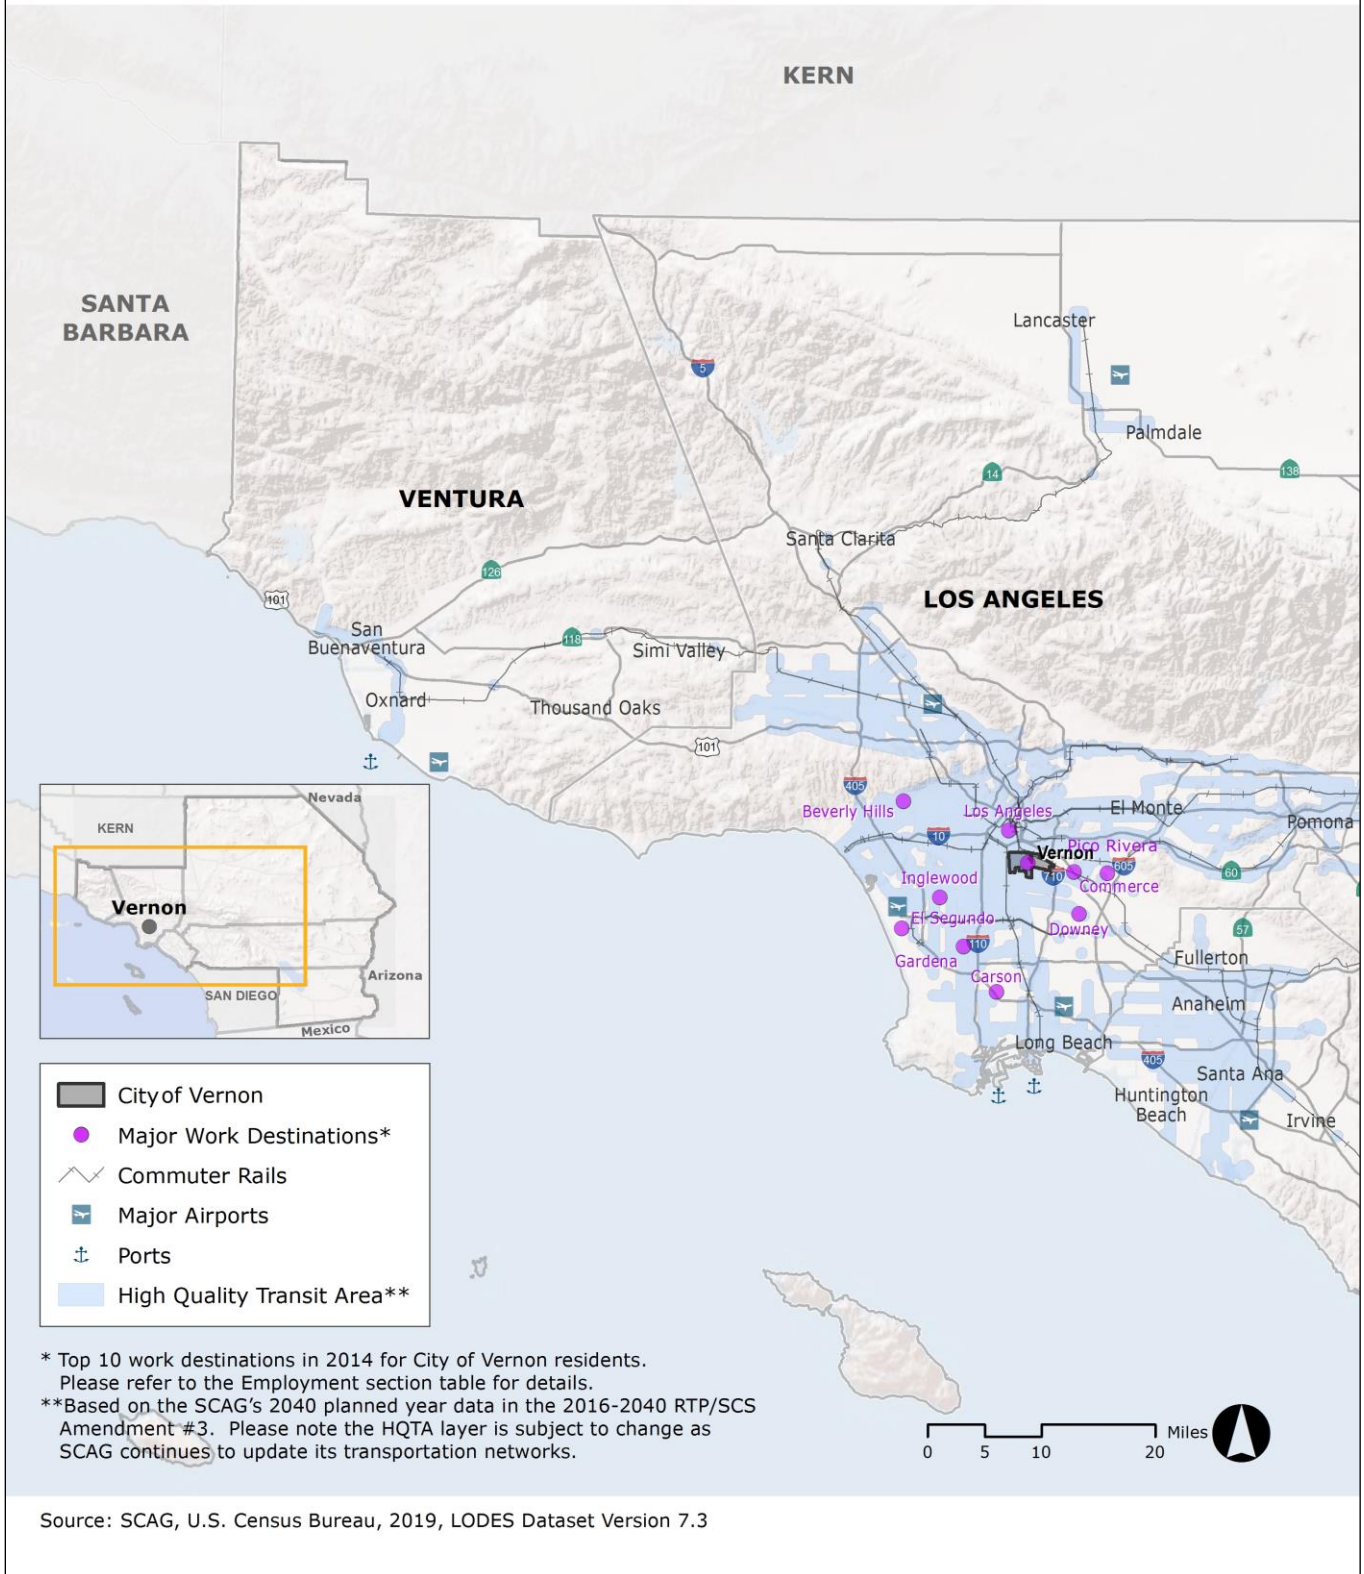 KERN
SANTA
BARBARA
Lancaster
5
Palmdale
14
138
VENTURA
Santa Clarita
126
LOS ANGELES
101
San
Buenaventura
118
Simi Valley
Oxnard
Thousand Oaks
101
405
Beverly Hills
Los Angeles
El Monte
Pomona
10
Pico Rivera
Vernon
605
60
710
Commerce
Inglewood
El Segundo
Downey
57
110
Gardena
Fullerton
Carson
Anaheim
Long Beach
405
Santa Ana
Huntington
Beach
Irvine
Nevada
KERN
Vernon
Arizona
SAN DIEGO
Mexico
City of Vernon
Major Work Destinations*
Commuter Rails
Major Airports
Ports
High Quality Transit Area**
* Top 10 work destinations in 2014 for City of Vernon residents.
Please refer to the Employment section table for details.
**Based on the SCAG's 2040 planned year data in the 2016-2040 RTP/SCS
Amendment #3. Please note the HQTA layer is subject to change as
SCAG continues to update its transportation networks.
0 5 10 20 Miles
Source: SCAG, U.S. Census Bureau, 2019, LODES Dataset Version 7.3